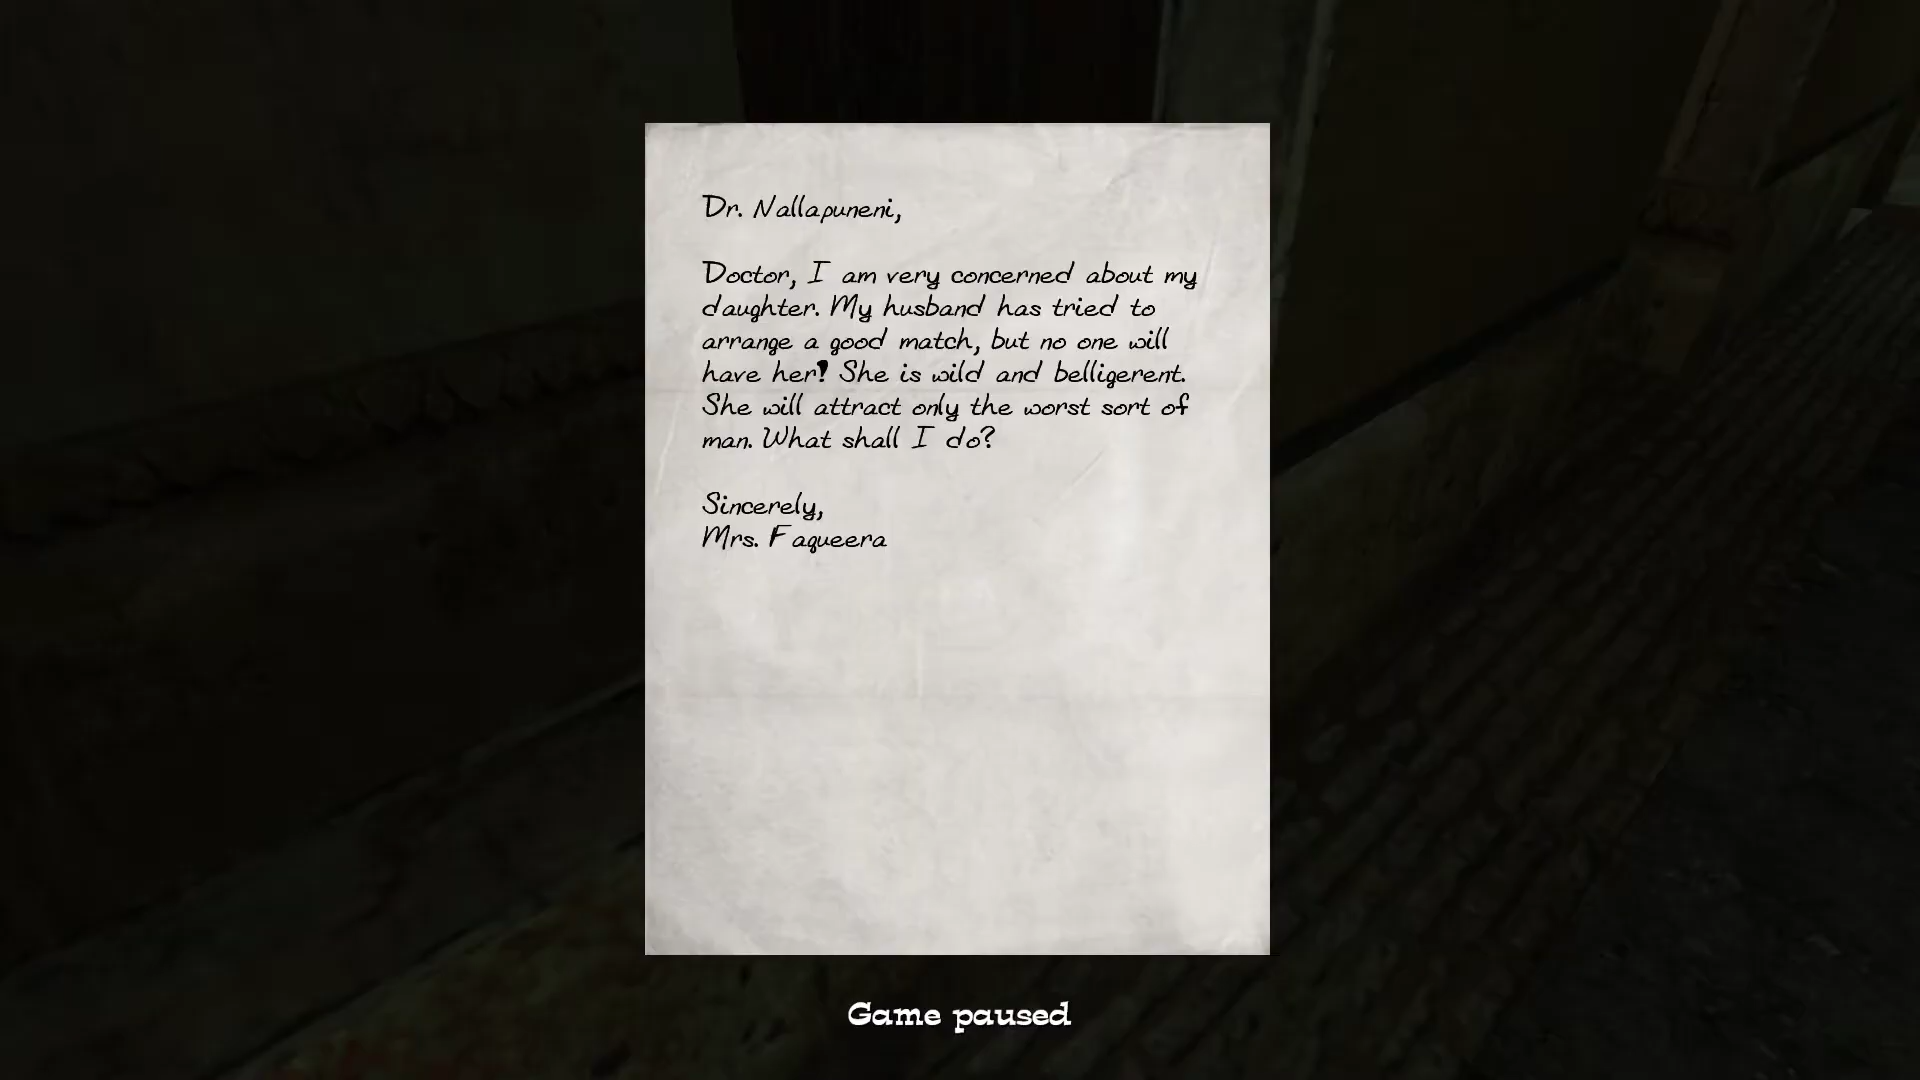 Dr. Nallapuneni,
Doctor, I am very concerned about my
daughter. My husband has tried to
arrange a good match, but no one will
have her! She is wild and belligerent.
She will attract only the worst sort of
man. What shall I do?
Sincerely,
Mrs. Faqueera
Game paused